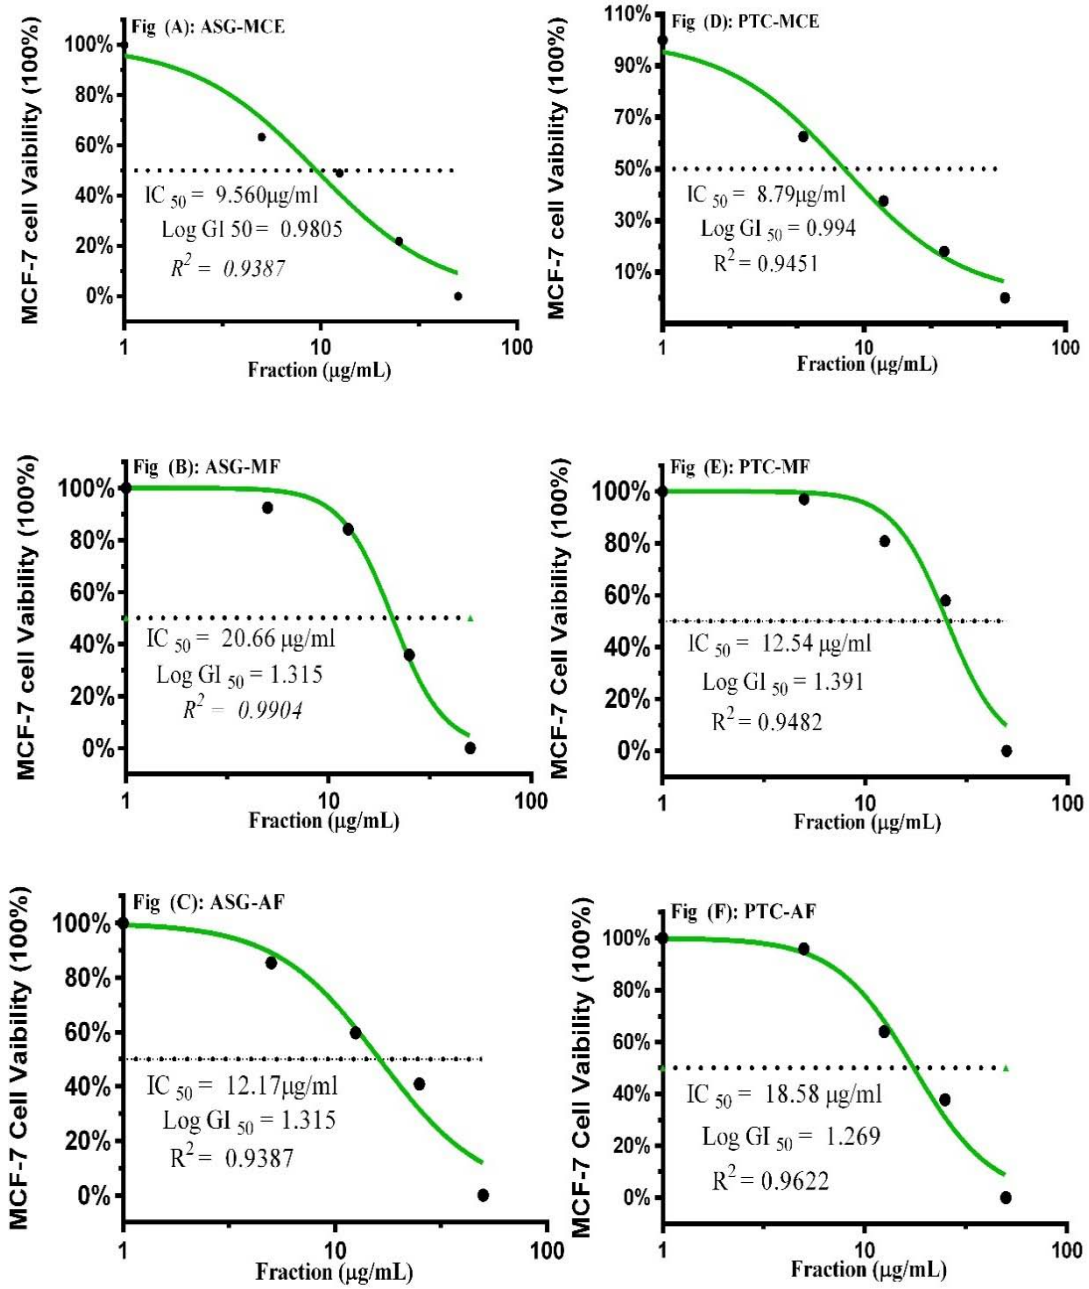 Fig (A): ASG-MCE
MCF-7 cell Vaibility (100%)
100%
80%
60%
40%
20%
0%
IC 50 = 9.560µg/ml
Log GI 50 = 0.9805
R2 = 0.9387
1
10
100
Fraction (µg/mL)
Fig (D): PTC-MCE
MCF-7 cell Vaibility (100%)
110%
90%
70%
50%
30%
10%
IC 50 = 8.79µg/ml
Log GI 50 = 0.994
R2 = 0.9451
1
10
100
Fraction (µg/mL)
Fig (B): ASG-MF
MCF-7 cell Vaibility (100%)
100%
80%
60%
40%
20%
0%
IC 50 = 20.66 µg/ml
Log GI 50 = 1.315
R2 = 0.9904
1
10
100
Fraction (µg/mL)
Fig (E): PTC-MF
MCF-7 Cell Vaibility (100%)
100%
80%
60%
40%
20%
0%
IC 50 = 12.54 µg/ml
Log GI 50 = 1.391
R2 = 0.9482
1
10
100
Fraction (µg/mL)
Fig (C): ASG-AF
MCF-7 Cell Vaibility (100%)
100%
80%
60%
40%
20%
0%
IC 50 = 12.17µg/ml
Log GI 50 = 1.315
R2 = 0.9387
1
10
100
Fraction (µg/mL)
Fig (F): PTC-AF
MCF-7 Cell Vaibility (100%)
100%
80%
60%
40%
20%
0%
IC 50 = 18.58 µg/ml
Log GI 50 = 1.269
R2 = 0.9622
1
10
100
Fraction (µg/mL)